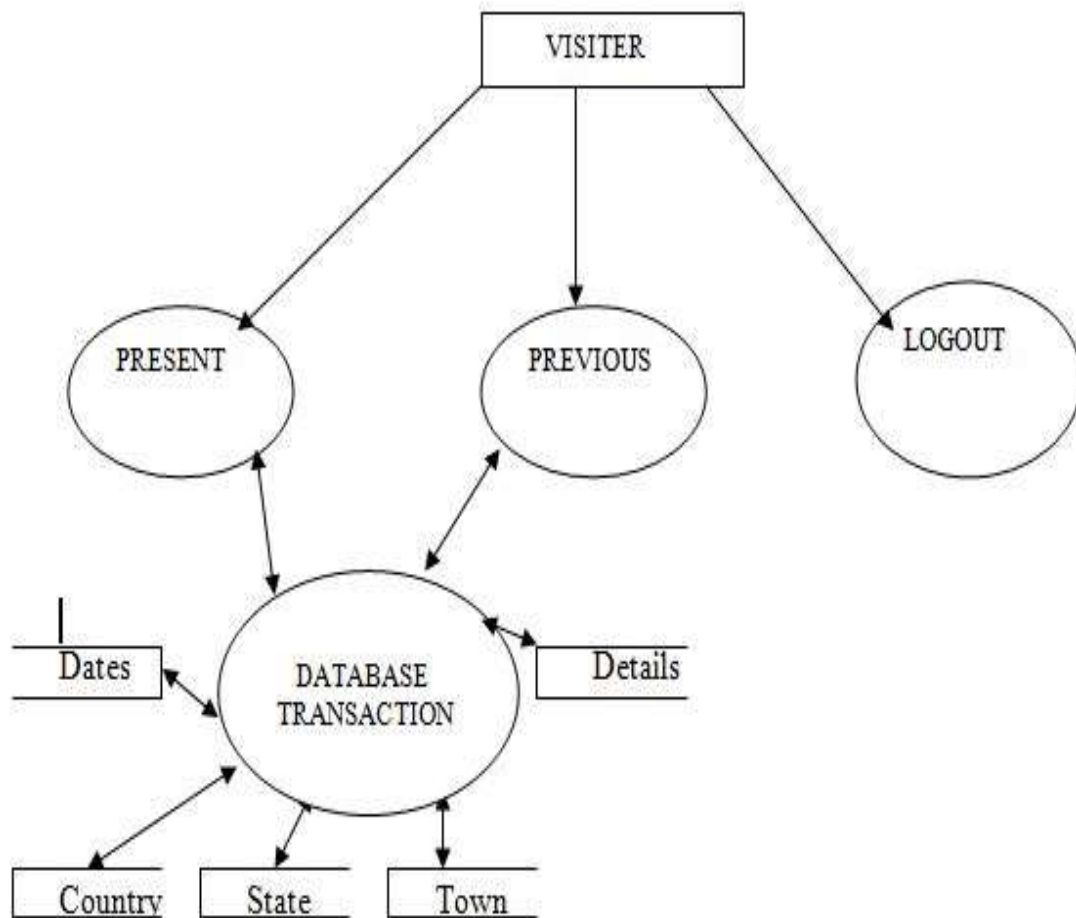 VISITER
PRESENT
PREVIOUS
LOGOUT
Dates
DATABASE
TRANSACTION
Details
Country
State
Town